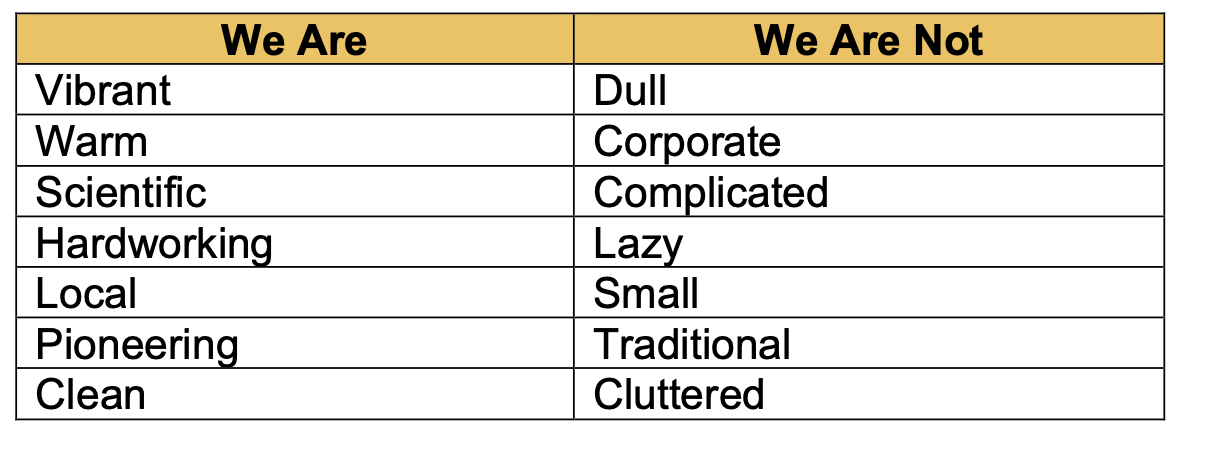 We Are We Are Not
Vibrant Dull
Warm Corporate
Scientific Complicated
Hardworking Lazy
Local Small
Pioneering Traditional
Clean Cluttered